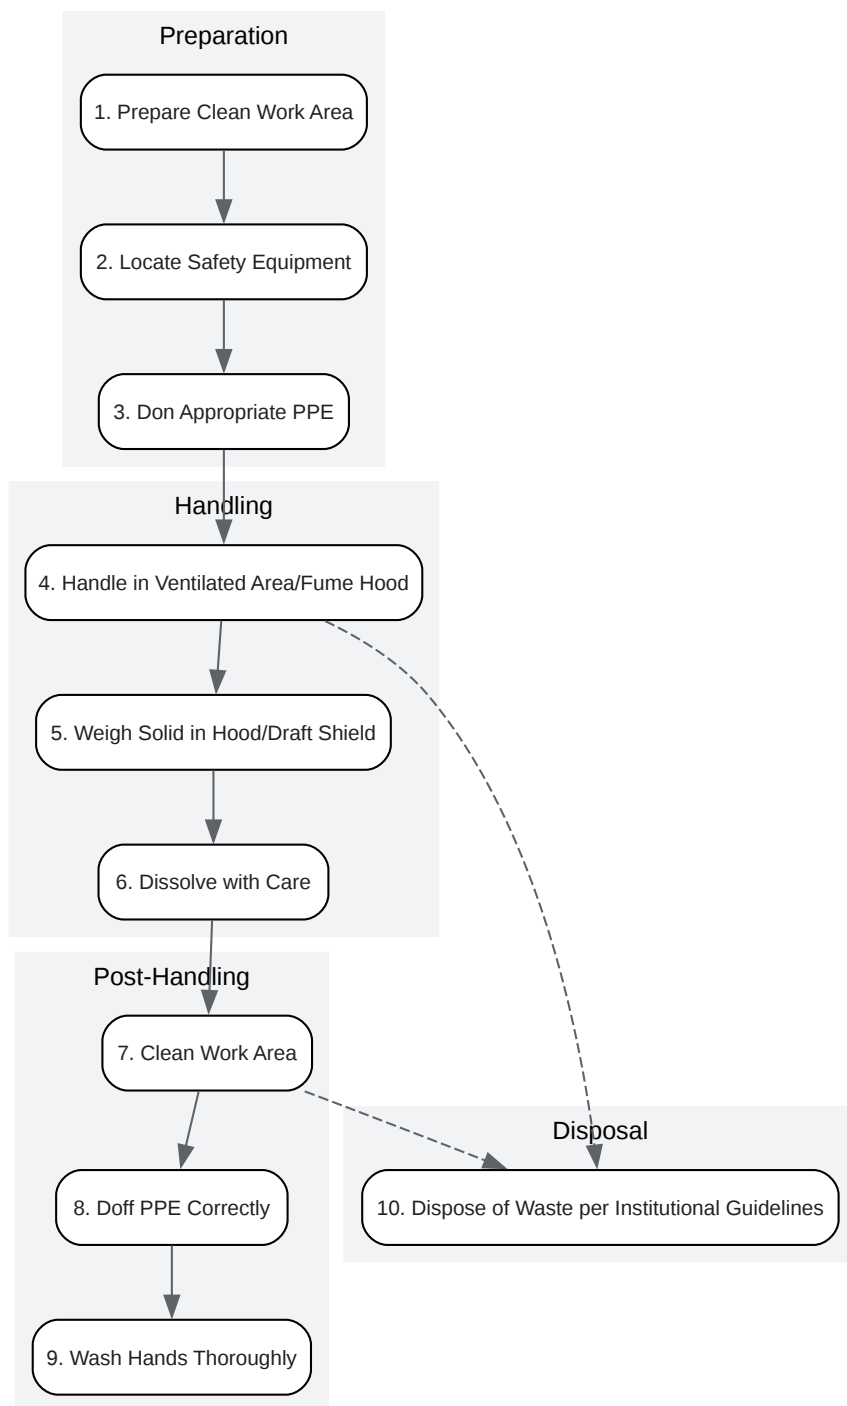 Preparation
1. Prepare Clean Work Area
2. Locate Safety Equipment
3. Don Appropriate PPE
Handling
4. Handle in Ventilated Area/Fume Hood
5. Weigh Solid in Hood/Draft Shield
6. Dissolve with Care
Post-Handling
7. Clean Work Area
Disposal
8. Doff PPE Correctly
10. Dispose of Waste per Institutional Guidelines
9. Wash Hands Thoroughly